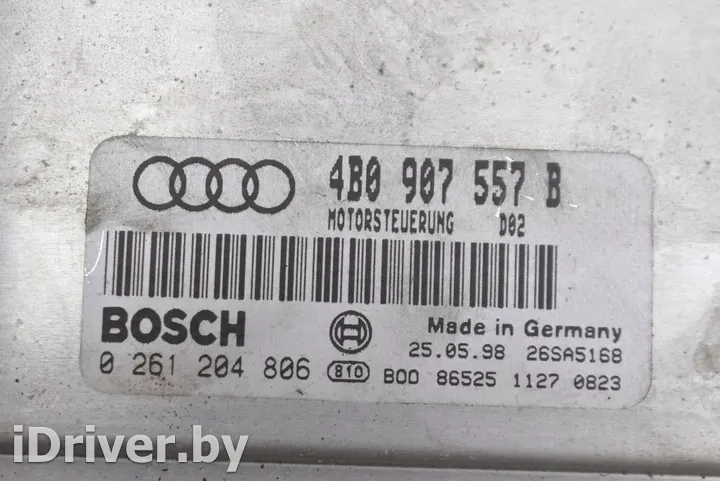 4B0 907 557 B
MOTORSTEUERUNG D02
BOSCH
Made in Germany
25.05.98 26SA5168
0 261 204 806 810 B00 86525 1127 0823
iDriver.by